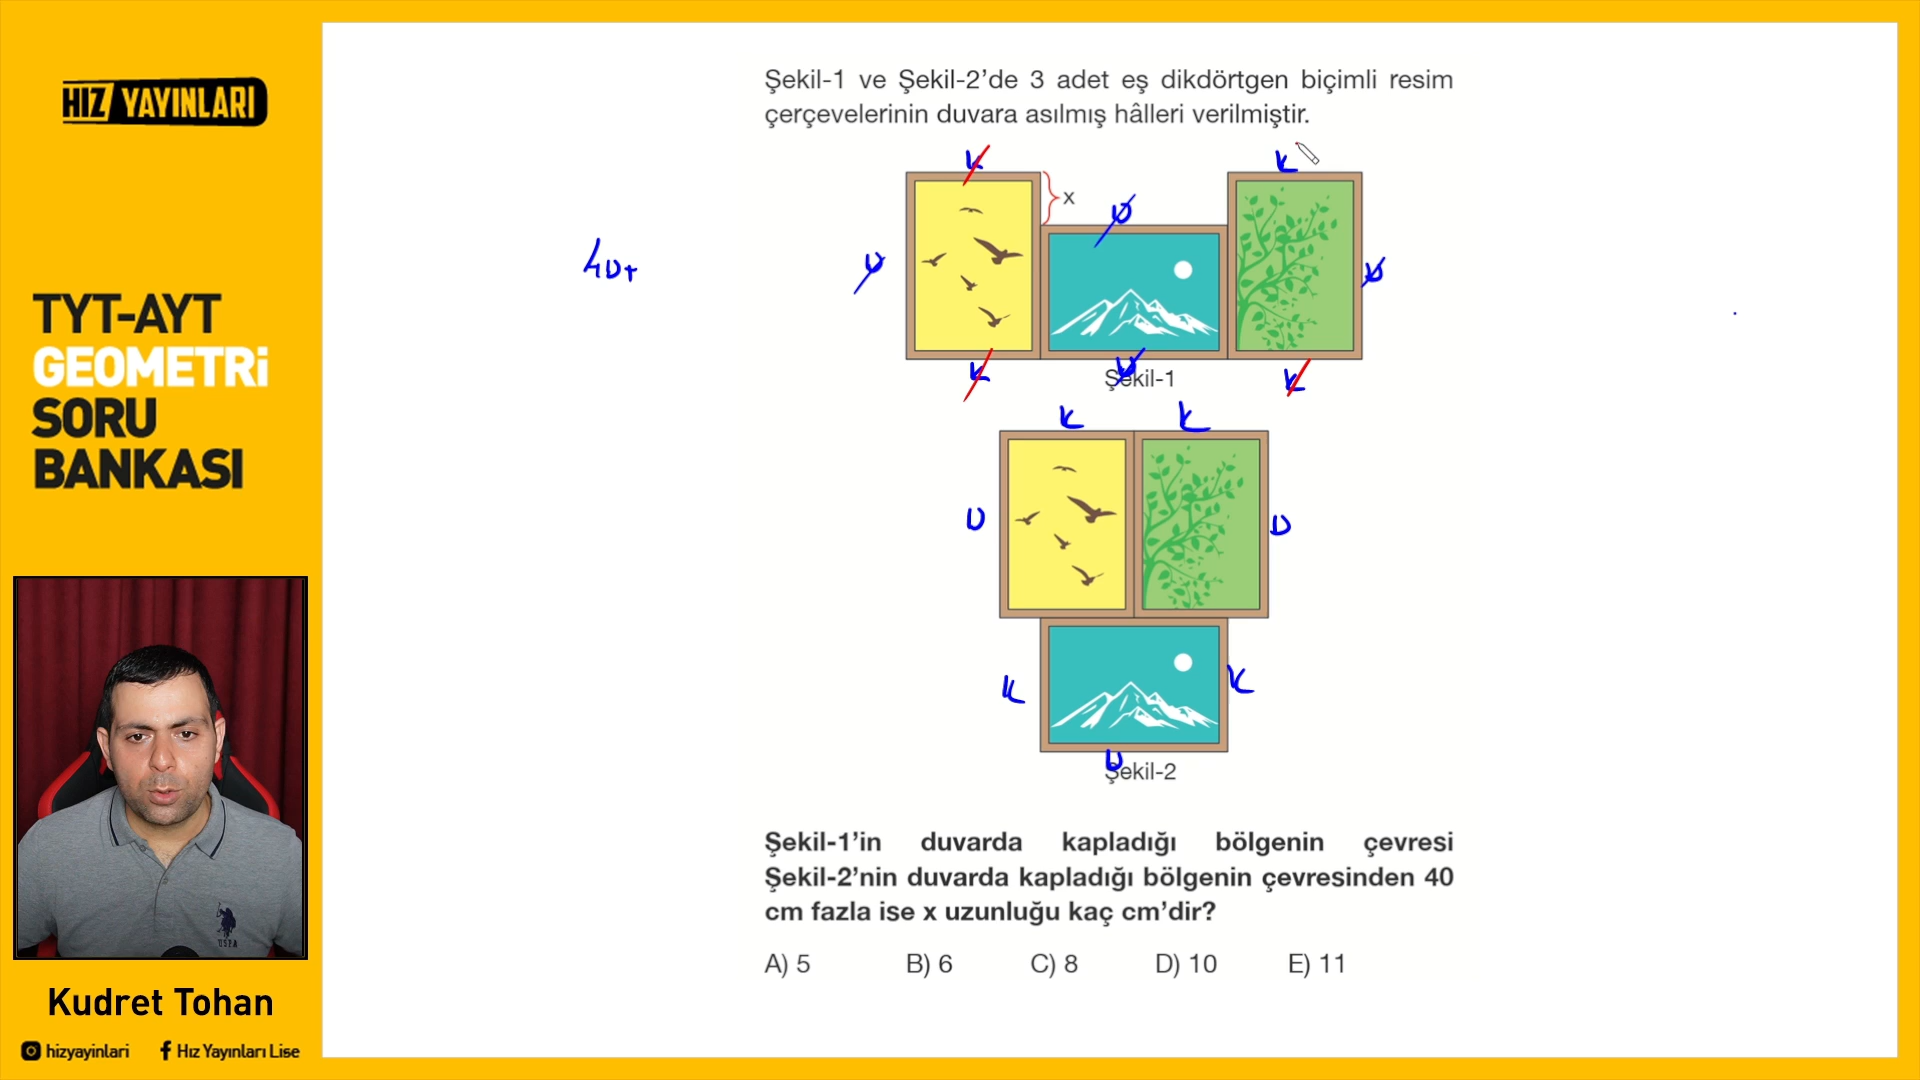 HIZ YAYINLARI
TYT-AYT
GEOMETRİ
SORU
BANKASI
U.S.P.A
Kudret Tohan
hizyayinlari
Hız Yayınları Lise
Şekil-1 ve Şekil-2'de 3 adet eş dikdörtgen biçimli resim
çerçevelerinin duvara asılmış hâlleri verilmiştir.
k k
x
U
4U+
U U
k U k
Şekil-1
k k
U U
k k
U
Şekil-2
Şekil-1'in duvarda kapladığı bölgenin çevresi
Şekil-2'nin duvarda kapladığı bölgenin çevresinden 40
cm fazla ise x uzunluğu kaç cm'dir?
A) 5 B) 6 C) 8 D) 10 E) 11